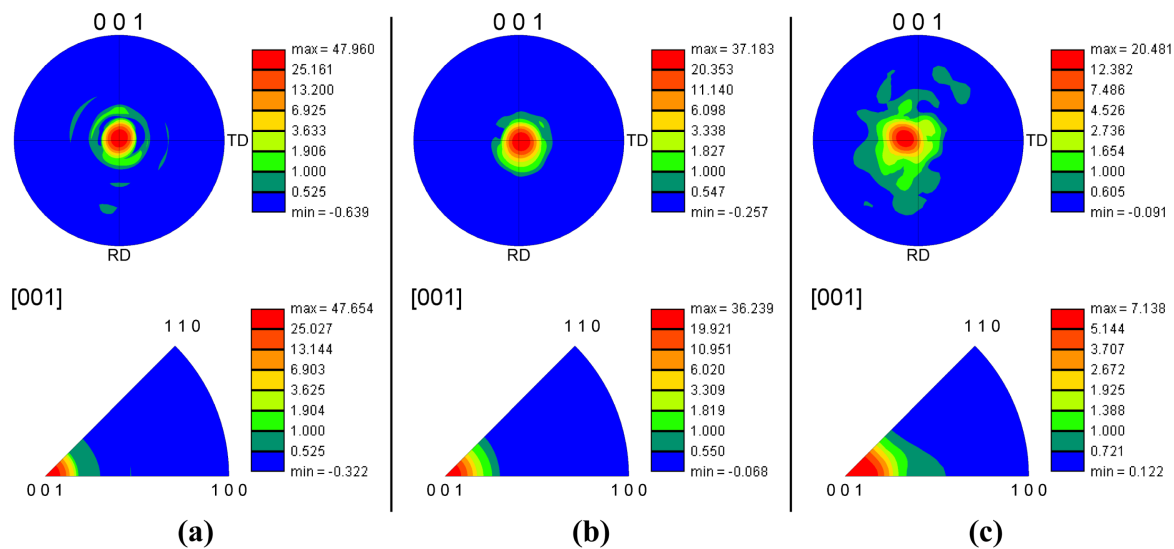 0 0 1
max = 47.960
25.161
13.200
6.925
3.633
1.906
1.000
0.525
min = -0.639
TD
RD
[001]
max = 47.654
25.027
13.144
6.903
3.625
1.904
1.000
0.525
min = -0.322
1 1 0
0 0 1
1 0 0
(a)
0 0 1
max = 37.183
20.353
11.140
6.098
3.338
1.827
1.000
0.547
min = -0.257
TD
RD
[001]
max = 36.239
19.921
10.951
6.020
3.309
1.819
1.000
0.550
min = -0.068
1 1 0
0 0 1
1 0 0
(b)
0 0 1
max = 20.481
12.382
7.486
4.526
2.736
1.654
1.000
0.605
min = -0.091
TD
RD
[001]
max = 7.138
5.144
3.707
2.672
1.925
1.388
1.000
0.721
min = 0.122
1 1 0
0 0 1
1 0 0
(c)